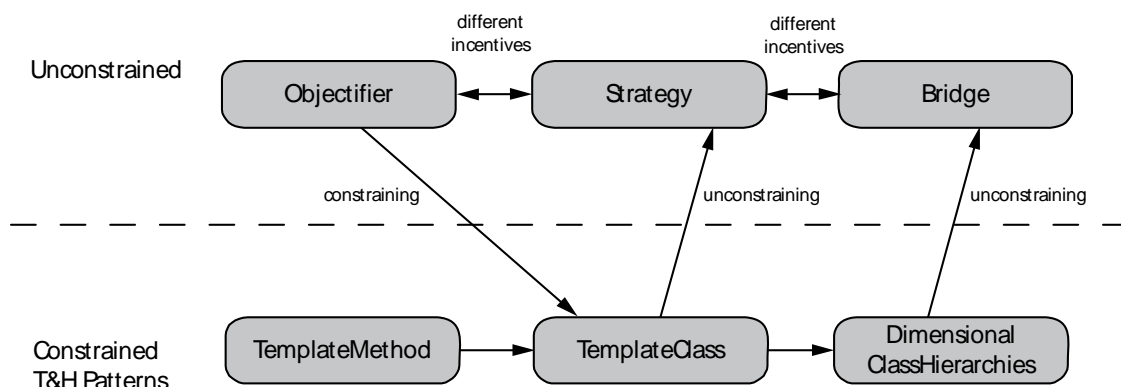 different
incentives
different
incentives
Unconstrained
Objectifier
Strategy
Bridge
constraining
unconstraining
unconstraining
TemplateMethod
TemplateClass
Dimensional
ClassHierarchies
Constrained
T&H Patterns